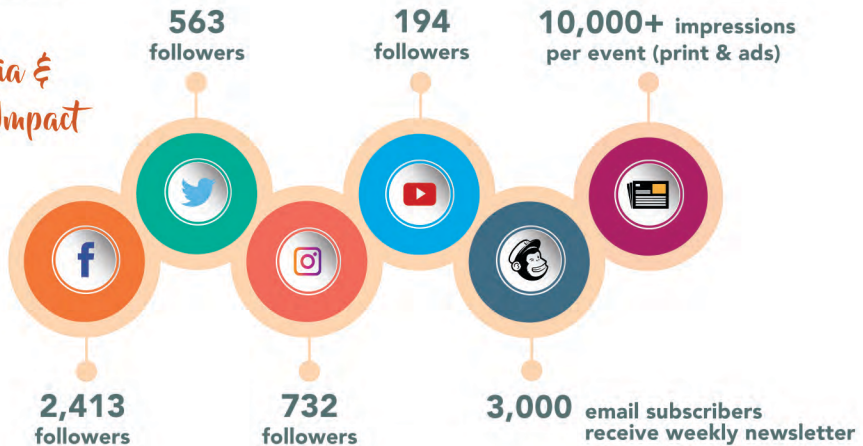 563
followers
194
followers
10,000+ impressions
per event (print & ads)
&
Impact
2,413
followers
732
followers
3,000 email subscribers
receive weekly newsletter